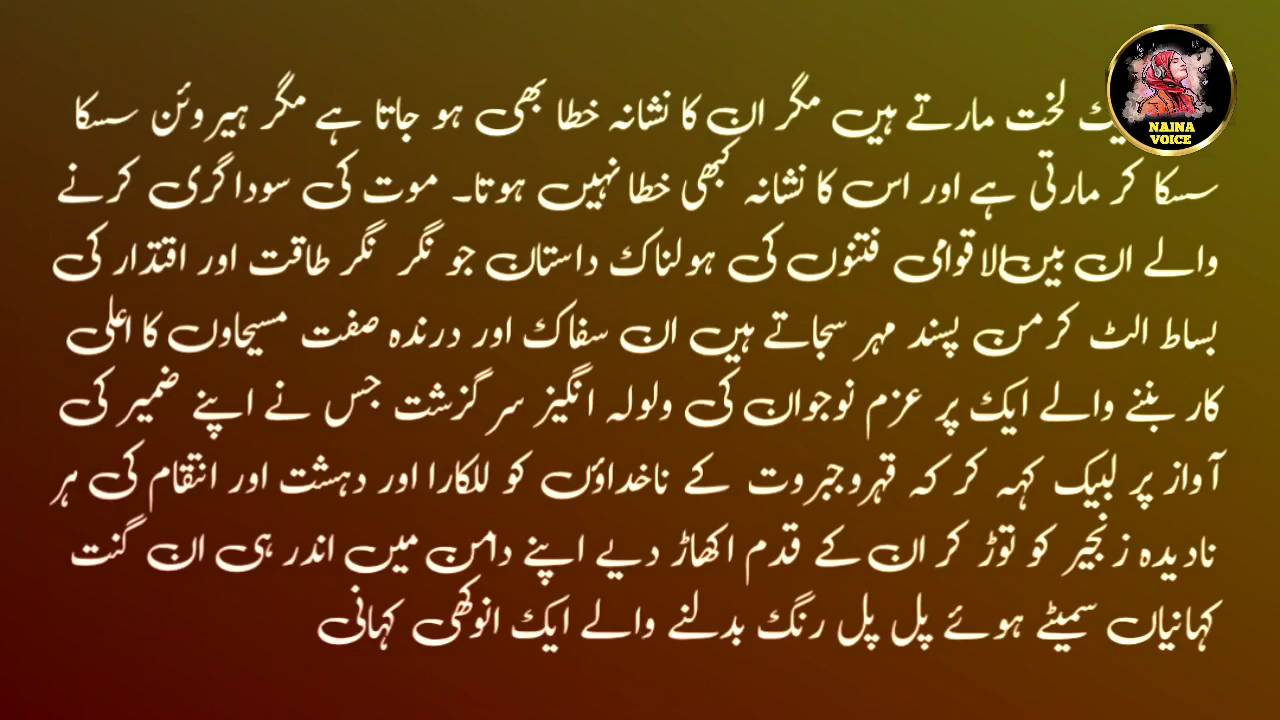 NAINA
VOICE
لخت مارتے ہیں مگر ان کا نشانہ خطا بھی ہو جاتا ہے مگر ہیروئن سسکا
سسکا کر مارتی ہے اور اس کا نشانہ کبھی خطا نہیں ہوتا۔ موت کی سوداگری کرنے
والے ان بین الاقوامی فتنوں کی ہولناک داستان جو نگر نگر طاقت اور اقتدار کی
بساط الٹ کر من پسند مہر سجاتے ہیں ان سفاک اور درندہ صفت مسیحاوں کا اعلی
کار بننے والے ایک پر عزم نوجوان کی ولولہ انگیز سر گزشت جس نے اپنے ضمیر کی
آواز پر لبیک کہہ کر کہ قہر و جبروت کے ناخداؤں کو للکارا اور دہشت اور انتقام کی ہر
نادیدہ زنجیر کو توڑ کر ان کے قدم اکھاڑ دیے اپنے دامن میں اندر ہی ان گنت
کہانیاں سمیٹے ہوئے پل پل رنگ بدلنے والے ایک انوکھی کہانی